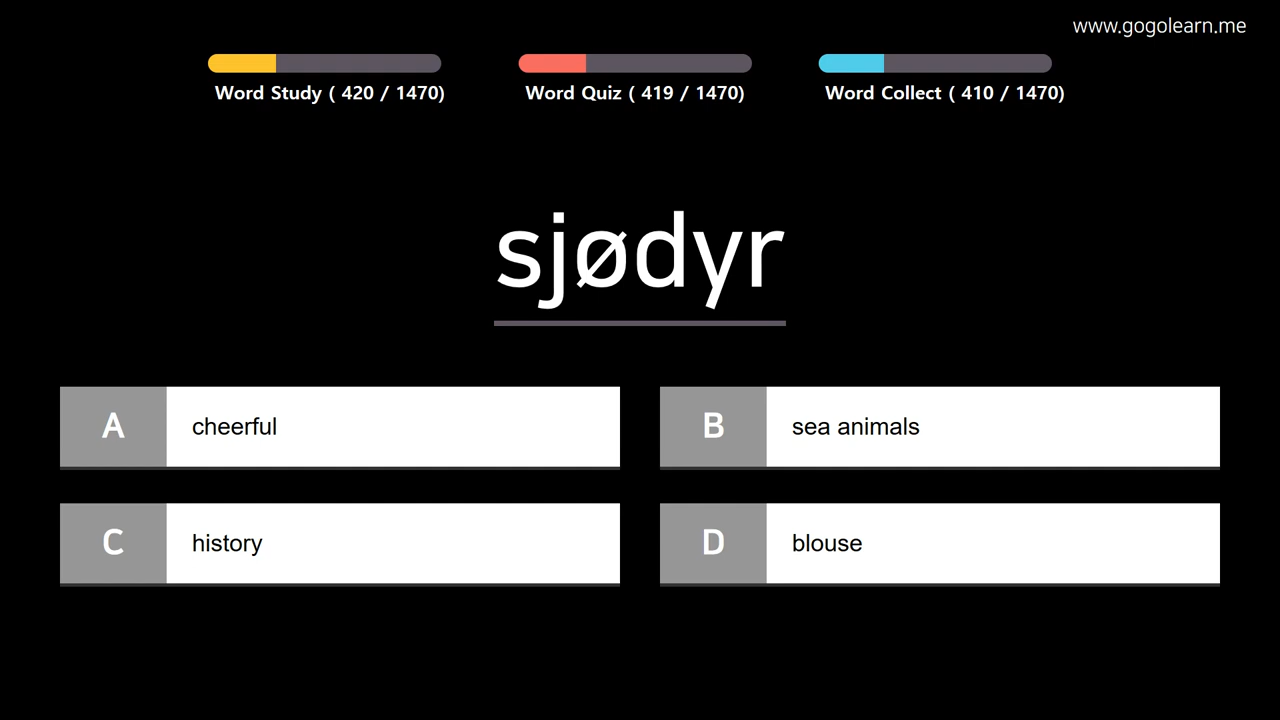 www.gogolearn.me
Word Study ( 420 / 1470)
Word Quiz ( 419 / 1470)
Word Collect ( 410 / 1470)
sjødyr
A cheerful
B sea animals
C history
D blouse